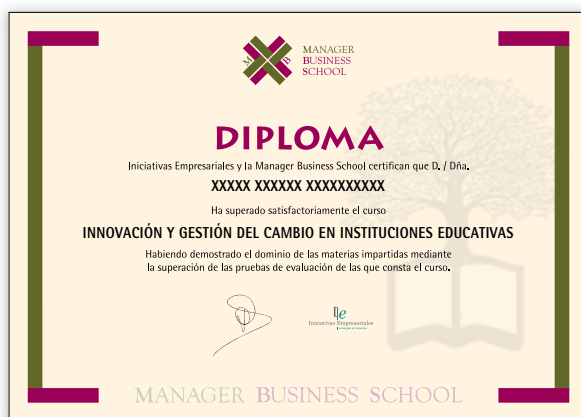 M B
MANAGER
BUSINESS
SCHOOL
DIPLOMA
Iniciativas Empresariales y la Manager Business School certifican que D. / Dña.
XXXXX XXXXXX XXXXXXXXXX
Ha superado satisfactoriamente el curso
INNOVACIÓN Y GESTIÓN DEL CAMBIO EN INSTITUCIONES EDUCATIVAS
Habiendo demostrado el dominio de las materias impartidas mediante
la superación de las pruebas de evaluación de las que consta el curso.
Ie
Iniciativas Empresariales
MANAGER BUSINESS SCHOOL